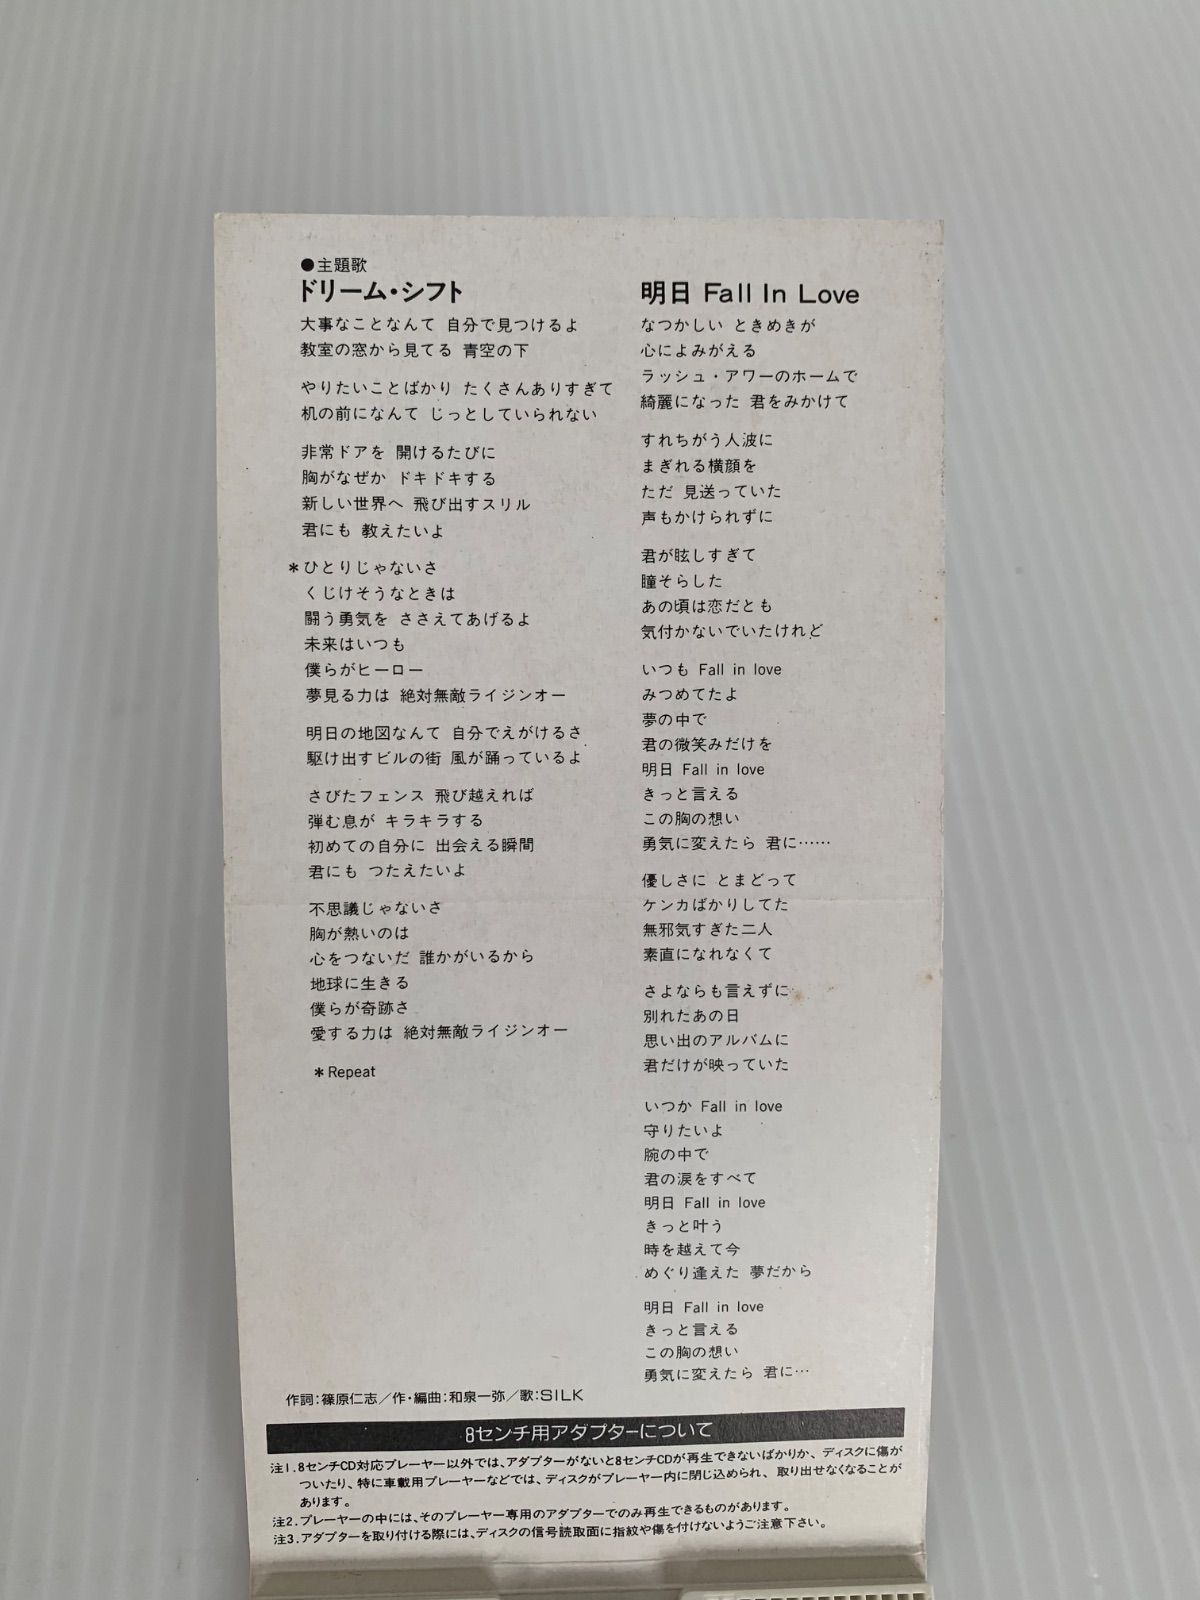 ●主題歌
ドリーム・シフト
大事なことなんて 自分で見つけるよ
教室の窓から見てる 青空の下
やりたいことばかり たくさんありすぎて
机の前になんて じっとしていられない
非常ドアを 開けるたびに
胸がなぜか ドキドキする
新しい世界へ 飛び出すスリル
君にも 教えたいよ
*ひとりじゃないさ
くじけそうなときは
闘う勇気を ささえてあげるよ
未来はいつも
僕らがヒーロー
夢見る力は 絶対無敵ライジンオー
明日の地図なんて 自分でえがけるさ
駆け出すビルの街 風が踊っているよ
さびたフェンス 飛び越えれば
弾む息が キラキラする
初めての自分に 出会える瞬間
君にも つたえたいよ
不思議じゃないさ
胸が熱いのは
心をつないだ 誰かがいるから
地球に生きる
僕らが奇跡さ
愛する力は 絶対無敵ライジンオー
*Repeat
明日 Fall In Love
なつかしい ときめきが
心によみがえる
ラッシュ・アワーのホームで
綺麗になった 君をみかけて
すれちがう人波に
まぎれる横顔を
ただ 見送っていた
声もかけられずに
君が眩しすぎて
瞳そらした
あの頃は恋だとも
気付かないでいたけれど
いつも Fall in love
みつめてたよ
夢の中で
君の微笑みだけを
明日 Fall in love
きっと言える
この胸の想い
勇気に変えたら 君に……
優しさに とまどって
ケンカばかりしてた
無邪気すぎた二人
素直になれなくて
さよならも言えずに
別れたあの日
思い出のアルバムに
君だけが映っていた
いつか Fall in love
守りたいよ
腕の中で
君の涙をすべて
明日 Fall in love
きっと叶う
時を越えて今
めぐり逢えた 夢だから
明日 Fall in love
きっと言える
この胸の想い
勇気に変えたら 君に…
作詞:篠原仁志/作・編曲:和泉一弥/歌:SILK
8センチ用アダプターについて
注1.8センチCD対応プレーヤー以外では、アダプターがないと8センチCDが再生できないばかりか、ディスクに傷が
ついたり、特に車載用プレーヤーなどでは、ディスクがプレーヤー内に閉じ込められ、取り出せなくなることが
あります。
注2.プレーヤーの中には、そのプレーヤー専用のアダプターでのみ再生できるものがあります。
注3.アダプターを取り付ける際には、ディスクの信号読取面に指紋や傷を付けないようご注意下さい。